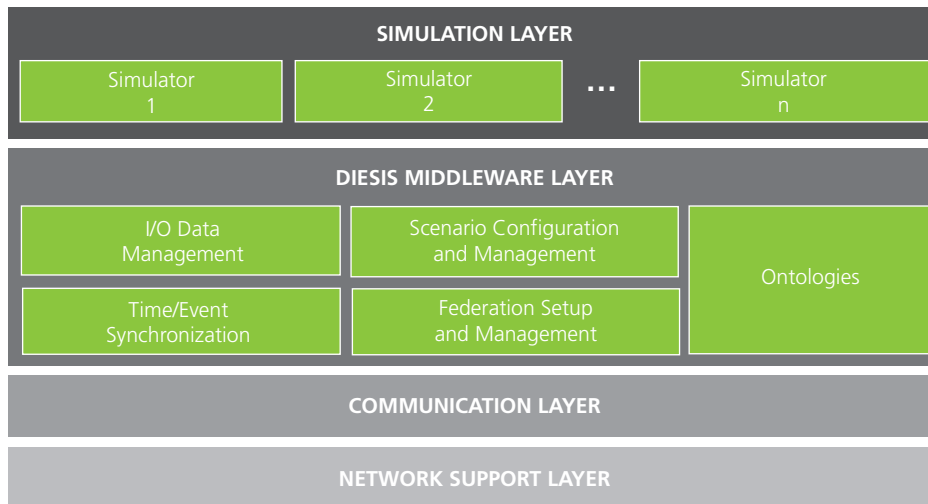 SIMULATION LAYER
Simulator
1
Simulator
2
...
Simulator
n
DIESIS MIDDLEWARE LAYER
I/O Data
Management
Scenario Configuration
and Management
Ontologies
Time/Event
Synchronization
Federation Setup
and Management
COMMUNICATION LAYER
NETWORK SUPPORT LAYER